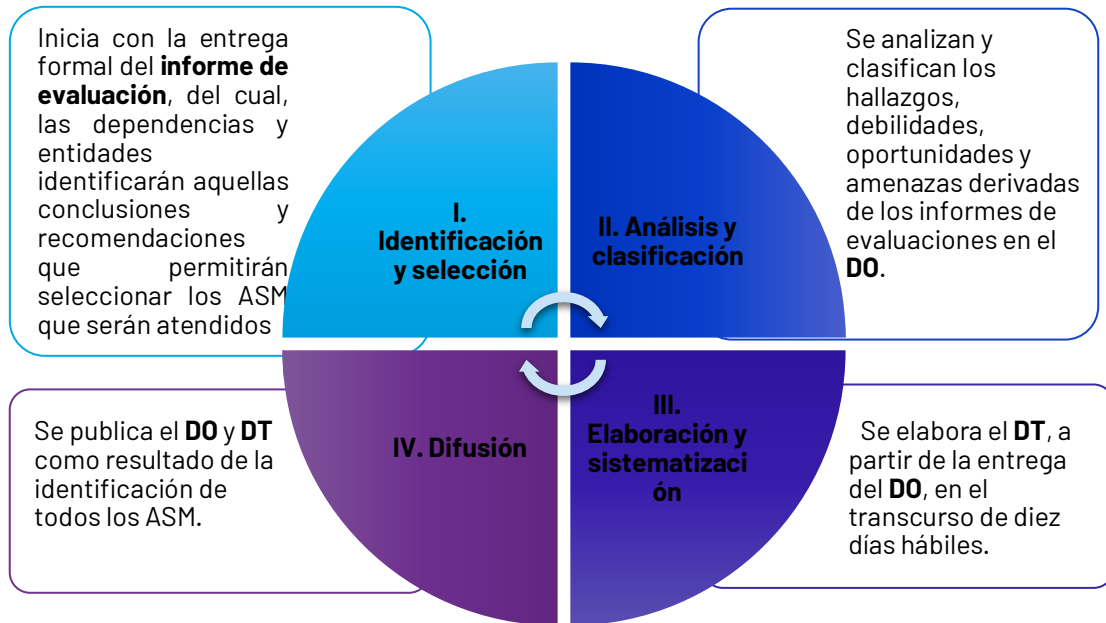 Inicia con la entrega
formal del informe de
evaluación, del cual,
las dependencias y
entidades
identificarán aquellas
conclusiones y
recomendaciones
que permitirán
seleccionar los ASM
que serán atendidos
I.
Identificación
y selección
II. Análisis y
clasificación
Se analizan y
clasifican los
hallazgos,
debilidades,
oportunidades y
amenazas derivadas
de los informes de
evaluaciones en el
DO.
Se publica el DO y DT
como resultado de la
identificación de
todos los ASM.
IV. Difusión
III.
Elaboración y
sistematizaci
ón
Se elabora el DT, a
partir de la entrega
del DO, en el
transcurso de diez
días hábiles.